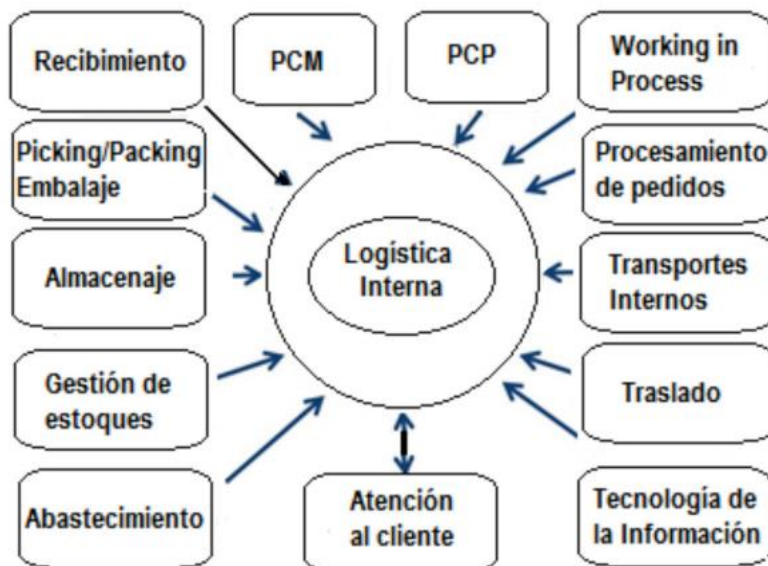 Recibimiento
PCM
PCP
Working in
Process
Picking/Packing
Embalaje
Procesamiento
de pedidos
Almacenaje
Logística
Interna
Transportes
Internos
Gestión de
estoques
Traslado
Abastecimiento
Atención
al cliente
Tecnología de
la Información